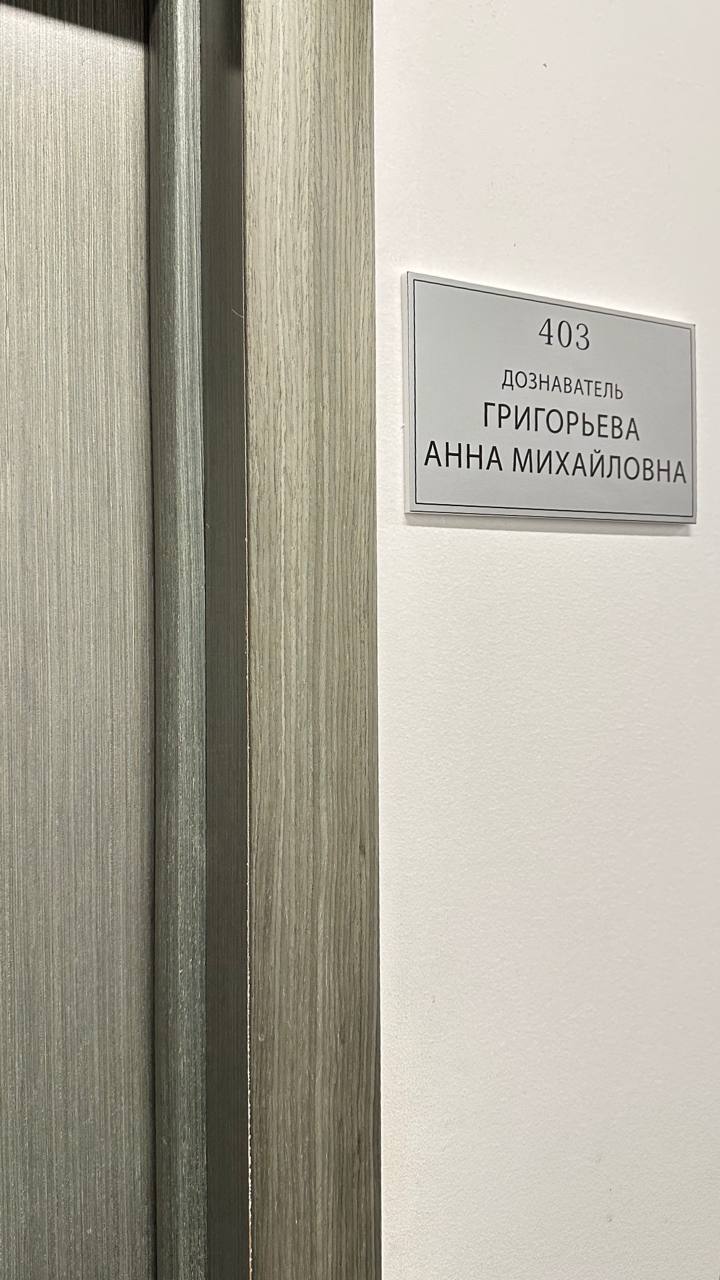 403
ДОЗНАВАТЕЛЬ
ГРИГОРЬЕВА
АННА МИХАЙЛОВНА